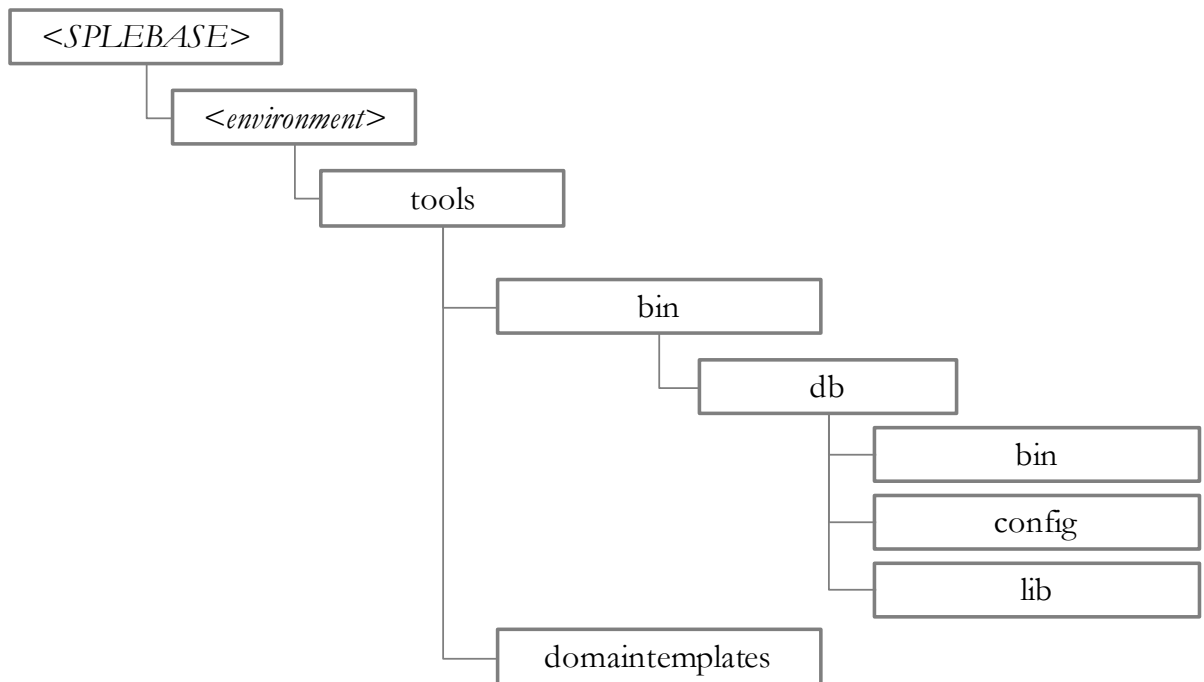 <SPLEBASE>
<environment>
tools
bin
db
bin
config
lib
domaintemplates